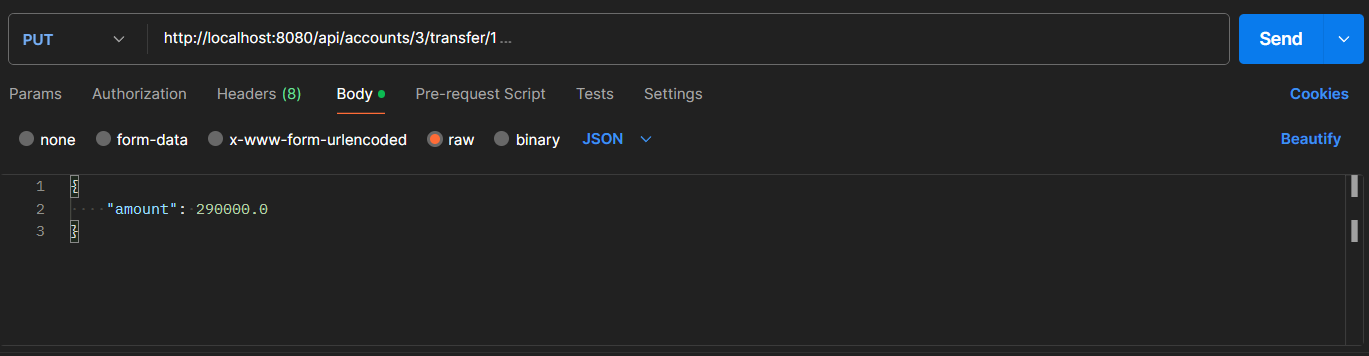 PUT http://localhost:8080/api/accounts/3/transfer/1 ... Send
Params Authorization Headers (8) Body Pre-request Script Tests Settings Cookies
none form-data x-www-form-urlencoded raw binary JSON Beautify
1 {
2 "amount": 290000.0
3 }